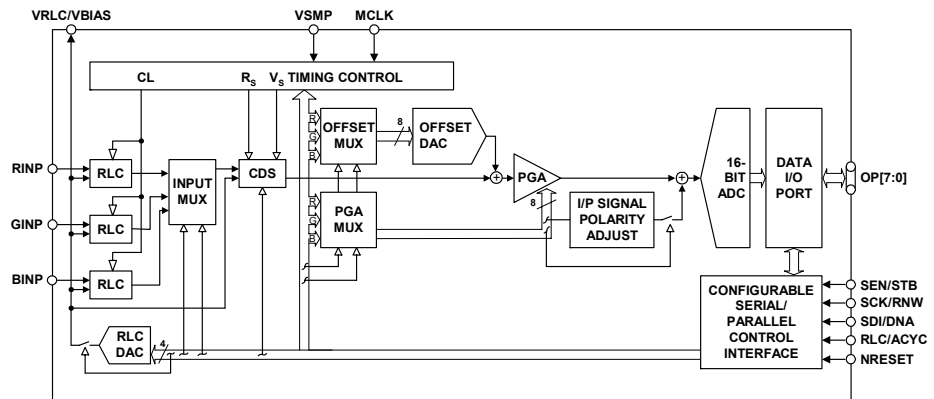 VRLC/VBIAS
VSMP
MCLK
CL
RS
VS TIMING CONTROL
R
G
B
OFFSET
MUX
8
OFFSET
DAC
RINP
RLC
INPUT
MUX
CDS
+
PGA
+
16-
BIT
ADC
DATA
I/O
PORT
OP[7:0]
GINP
RLC
R
G
B
PGA
MUX
8
I/P SIGNAL
POLARITY
ADJUST
BINP
RLC
CONFIGURABLE
SERIAL/
PARALLEL
CONTROL
INTERFACE
SEN/STB
SCK/RNW
SDI/DNA
RLC/ACYC
NRESET
RLC
DAC
4